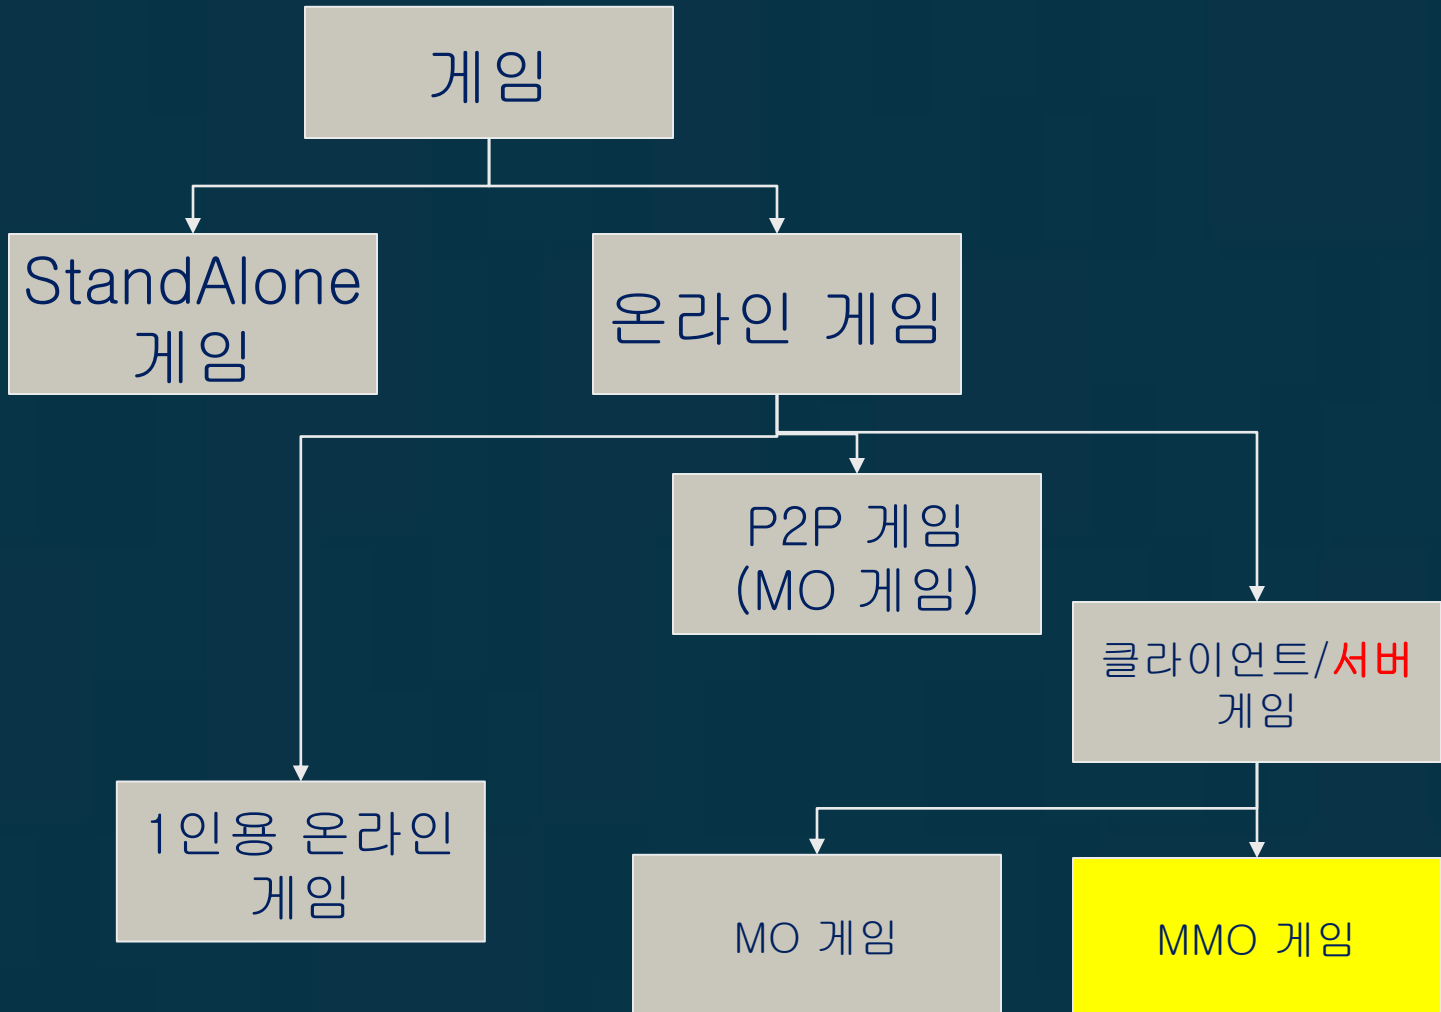 게임
StandAlone
게임
온라인 게임
P2P 게임
(MO 게임)
클라이언트/서버
게임
1인용 온라인
게임
MO 게임
MMO 게임